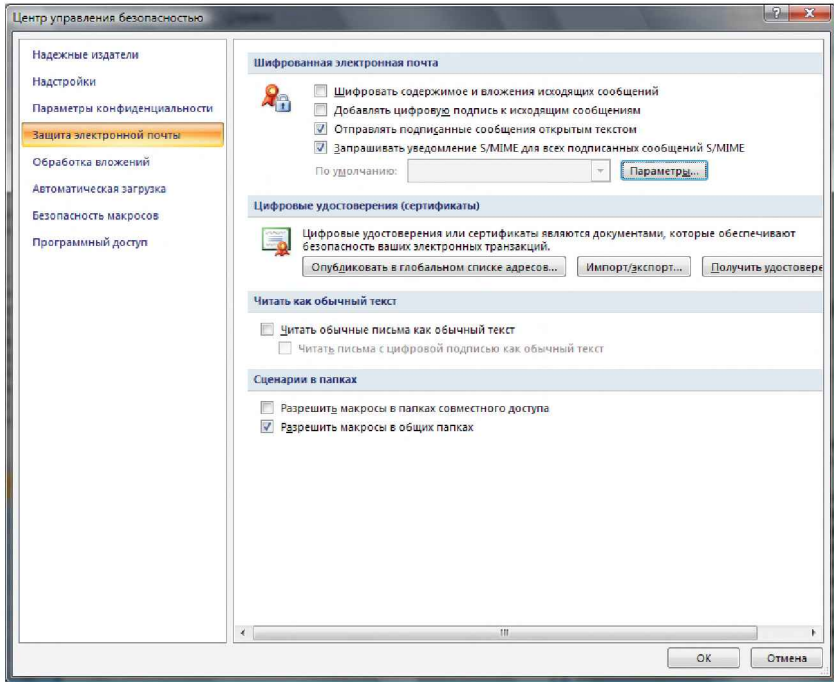 Центр управления безопасностью
Надежные издатели
Надстройки
Параметры конфиденциальности
Защита электронной почты
Обработка вложений
Автоматическая загрузка
Безопасность макросов
Программный доступ
Шифрованная электронная почта
Шифровать содержимое и вложения исходящих сообщений
Добавлять цифровую подпись к исходящим сообщениям
Отправлять подписанные сообщения открытым текстом
Запрашивать уведомление S/MIME для всех подписанных сообщений S/MIME
По умолчанию:
Параметры...
Цифровые удостоверения (сертификаты)
Цифровые удостоверения или сертификаты являются документами, которые обеспечивают
безопасность ваших электронных транзакций.
Опубликовать в глобальном списке адресов... Импорт/экспорт... Получить удостовере
Читать как обычный текст
Читать обычные письма как обычный текст
Читать письма с цифровой подписью как обычный текст
Сценарии в папках
Разрешить макросы в папках совместного доступа
Разрешить макросы в общих папках
ОК Отмена